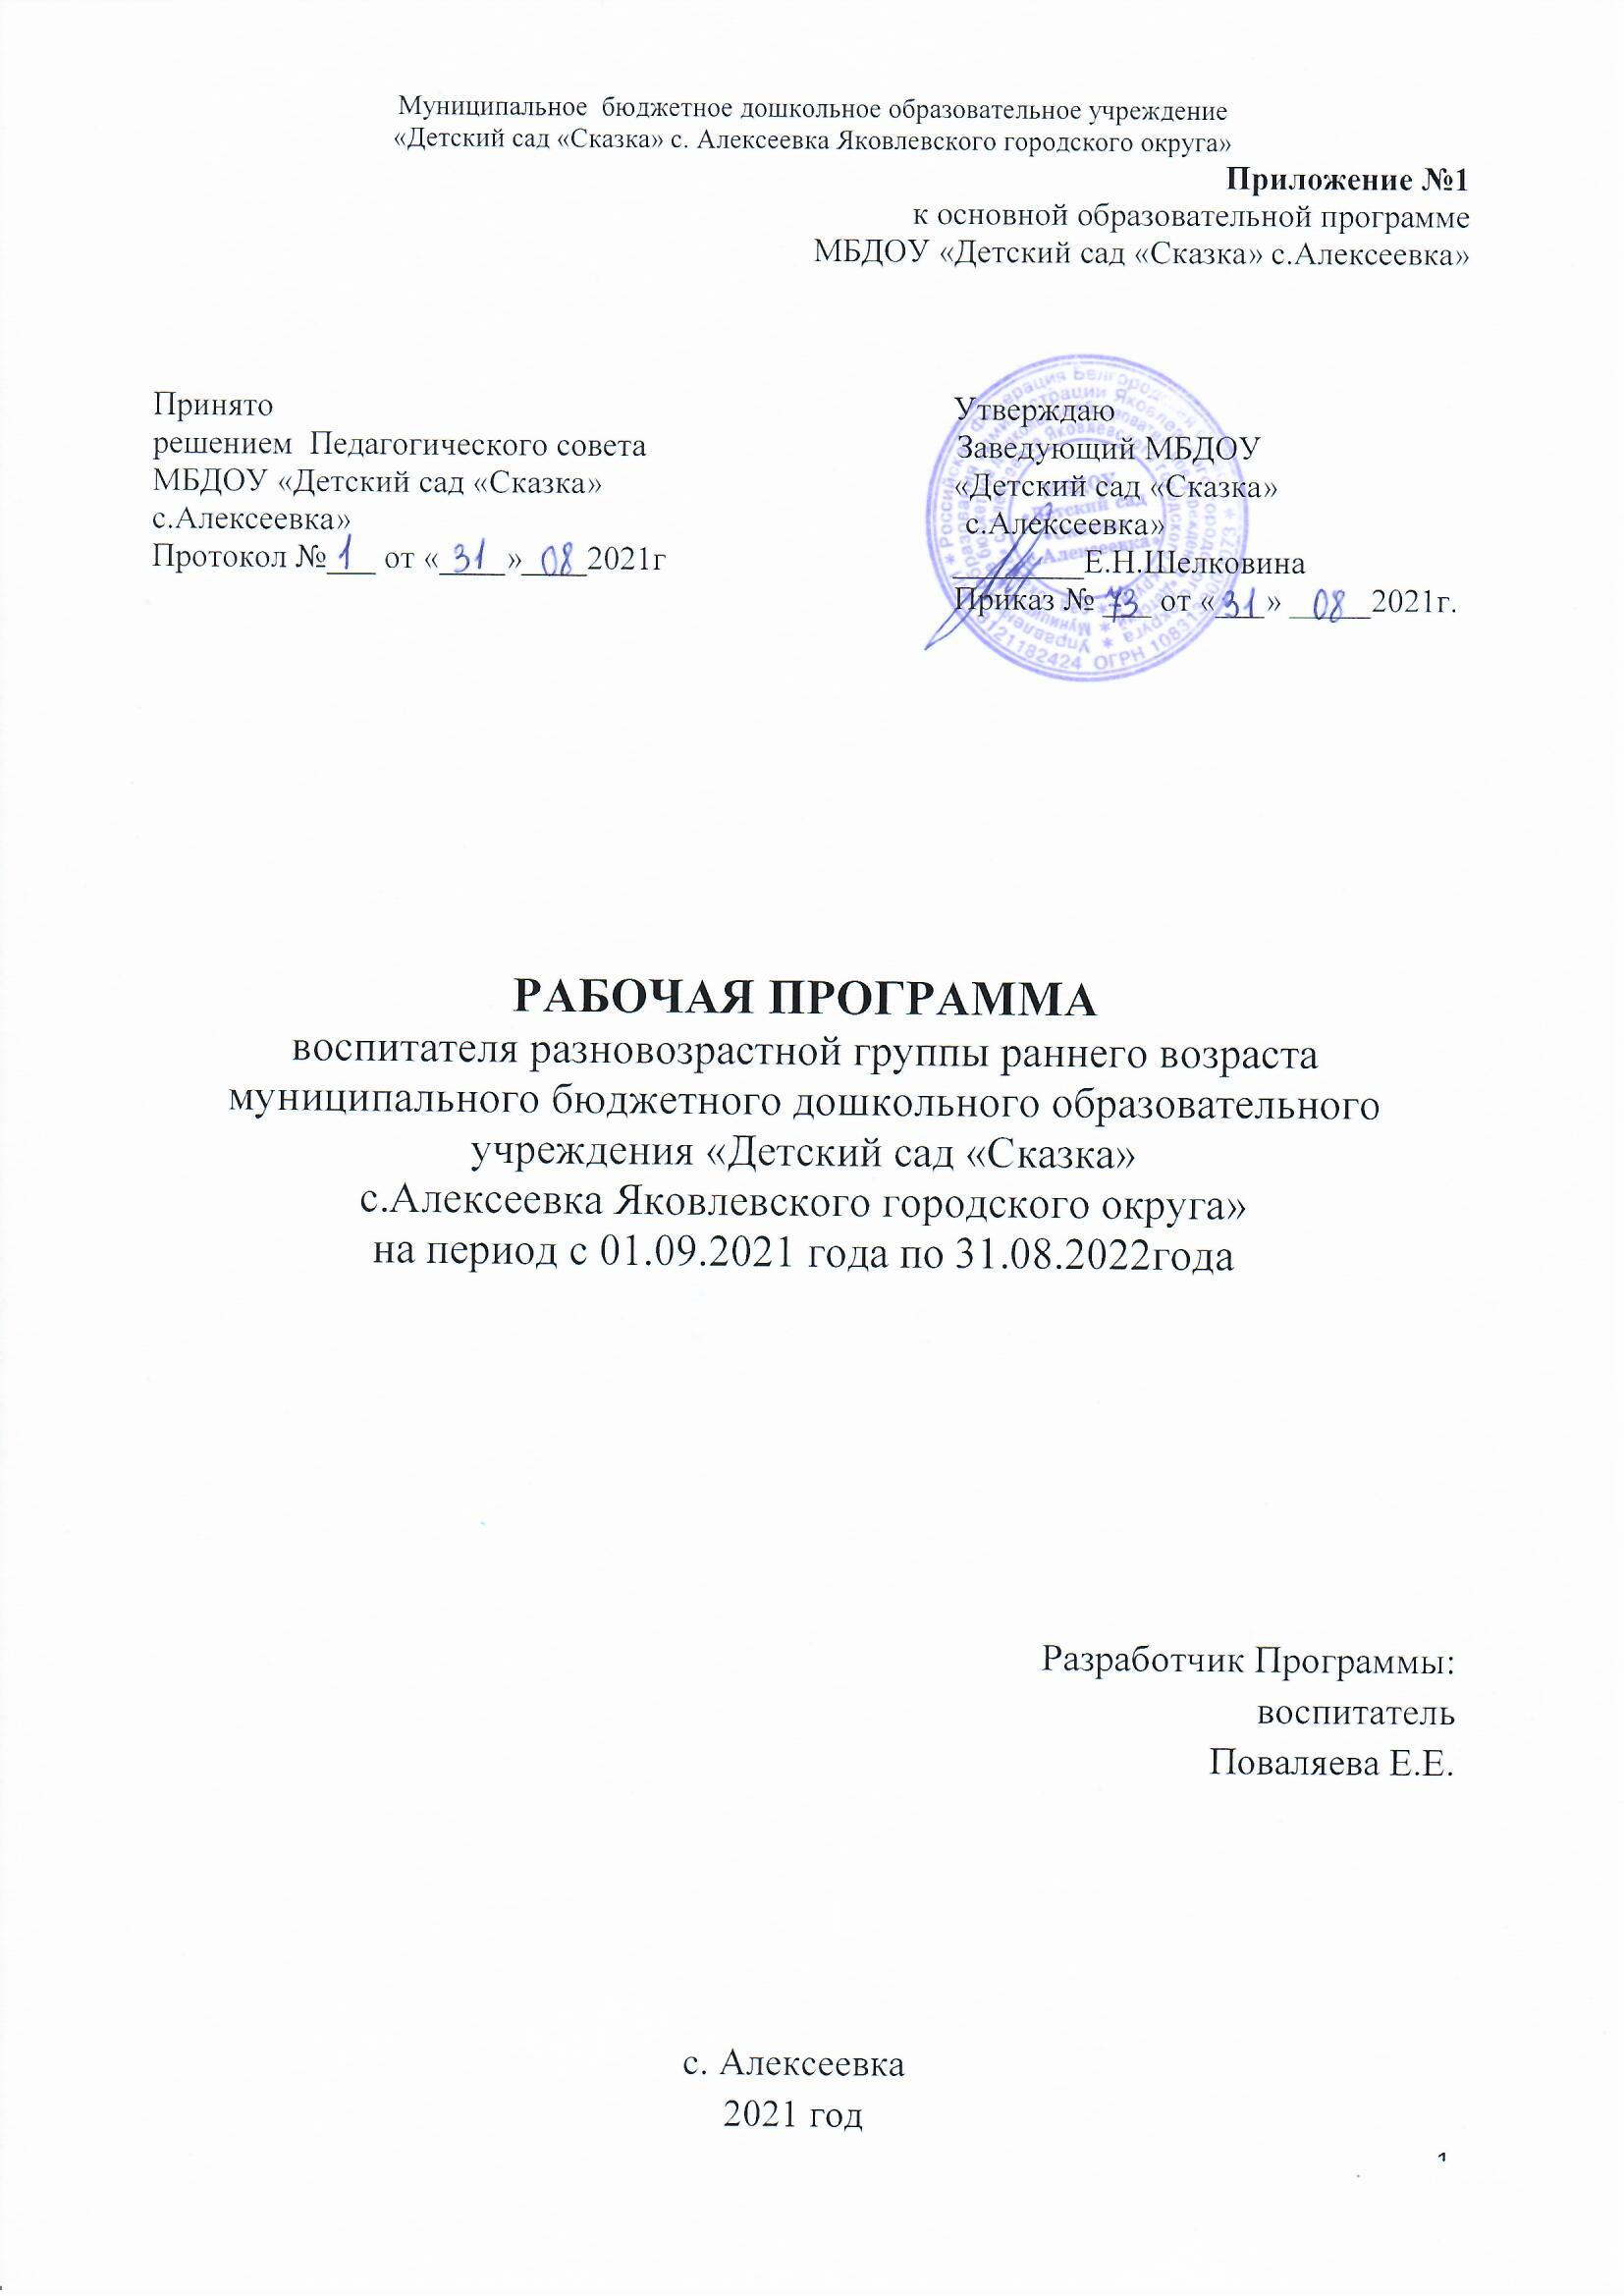 Муниципальное бюджетное дошкольное образовательное учреждение
«Детский сад «Сказка» с. Алексеевка Яковлевского городского округа»
Приложение №1
к основной образовательной программе
МБДОУ «Детский сад «Сказка» с.Алексеевка»
Принято
решением Педагогического совета
МБДОУ «Детский сад «Сказка»
с.Алексеевка»
Протокол № 1 от « 31 » 08 2021г
Утверждаю
Заведующий МБДОУ
«Детский сад «Сказка»
с.Алексеевка»
________Е.Н.Шелковина
Приказ № 73 от « 31 » 08 2021г.
РАБОЧАЯ ПРОГРАММА
воспитателя разновозрастной группы раннего возраста
муниципального бюджетного дошкольного образовательного
учреждения «Детский сад «Сказка»
с.Алексеевка Яковлевского городского округа»
на период с 01.09.2021 года по 31.08.2022года
Разработчик Программы:
воспитатель
Поваляева Е.Е.
с. Алексеевка
2021 год
1